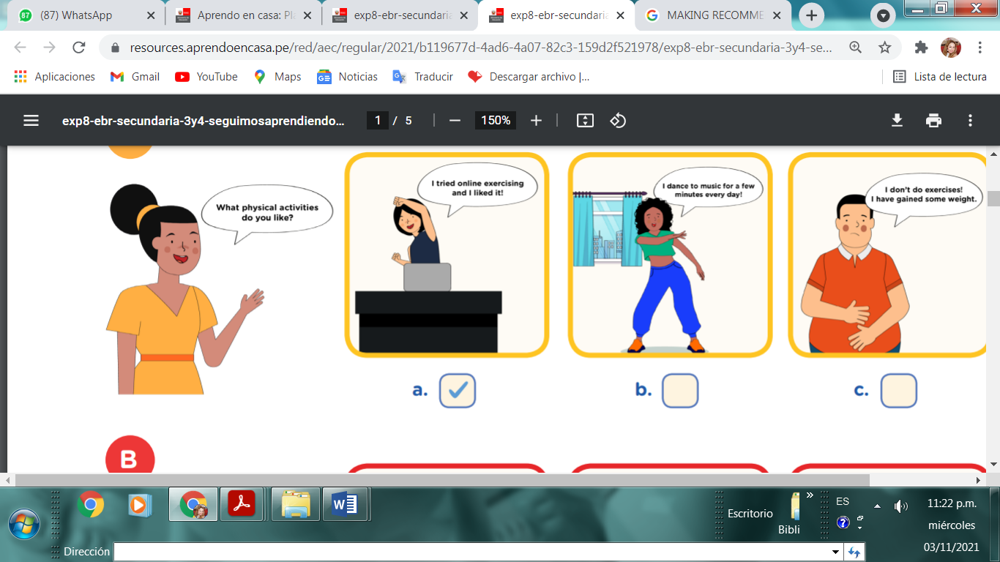 (87) WhatsApp
Aprendo en casa: Pla
exp8-ebr-secundaria
exp8-ebr-secundaria
MAKING RECOMME
resources.aprendoencasa.pe/red/aec/regular/2021/b119677d-4ad6-4a07-82c3-159d2f521978/exp8-ebr-secundaria-3y4-se...
Aplicaciones
Gmail
YouTube
Maps
Noticias
Traducir
Descargar archivo |...
Lista de lectura
exp8-ebr-secundaria-3y4-seguimosaprendiendo...
1 / 5
150%
What physical activities
do you like?
I tried online exercising
and I liked it!
I dance to music for a few
minutes every day!
I don't do exercises!
I have gained some weight.
a.
b.
c.
B
Escritorio
Bibli
ES
11:22 p.m.
miércoles
03/11/2021
Dirección